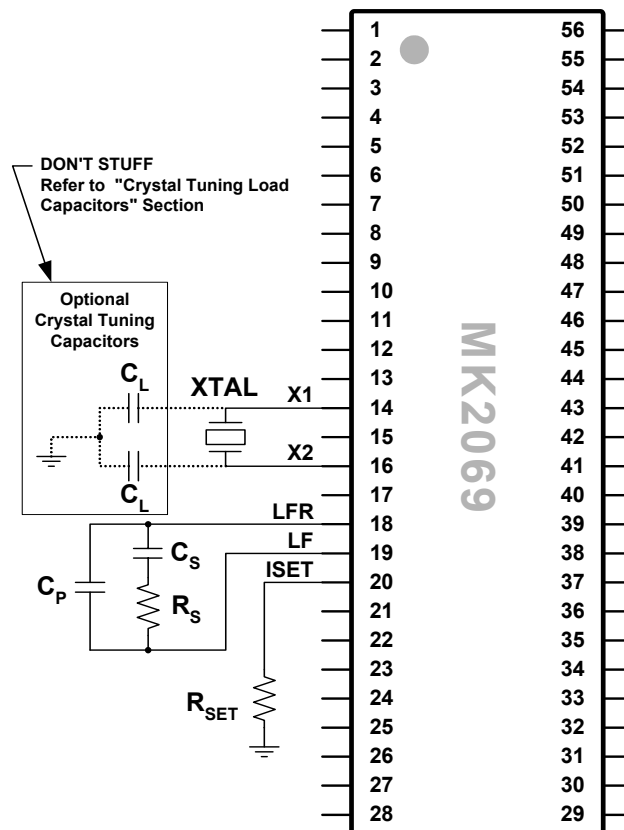 1 56
2 55
3 54
4 53
5 52
6 51
7 50
8 49
9 48
10 47
11 46
12 45
13 44
14 43
15 42
16 41
17 40
18 39
19 38
20 37
21 36
22 35
23 34
24 33
25 32
26 31
27 30
28 29
MK2069
DON'T STUFF
Refer to "Crystal Tuning Load
Capacitors" Section
Optional
Crystal Tuning
Capacitors
CL
XTAL
X1
X2
CL
LFR
LF
ISET
CS
CP
RS
RSET